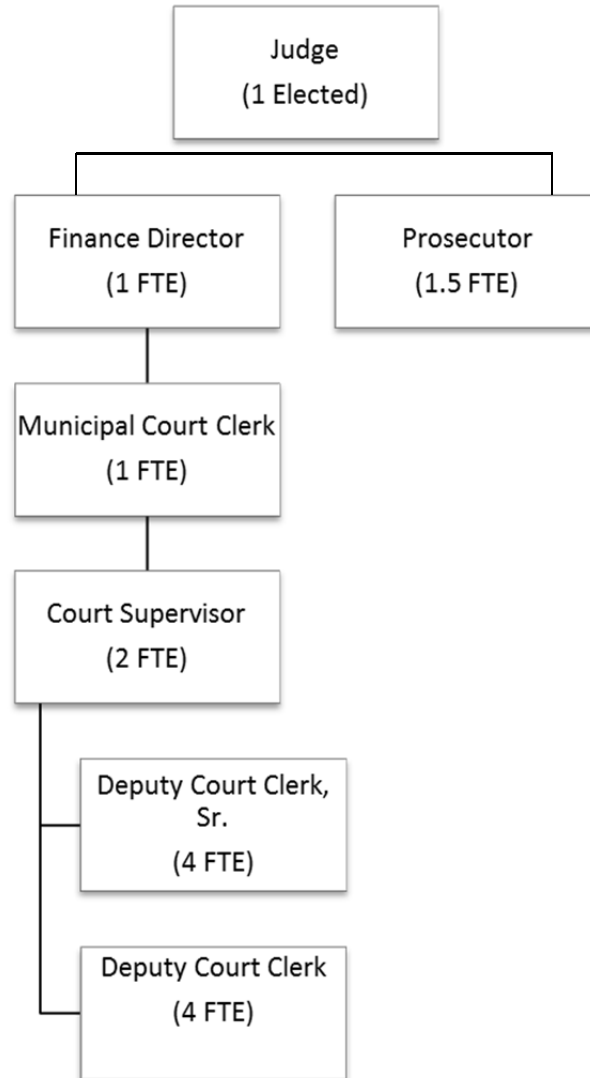 Judge
(1 Elected)
Finance Director
(1 FTE)
Prosecutor
(1.5 FTE)
Municipal Court Clerk
(1 FTE)
Court Supervisor
(2 FTE)
Deputy Court Clerk,
Sr.
(4 FTE)
Deputy Court Clerk
(4 FTE)